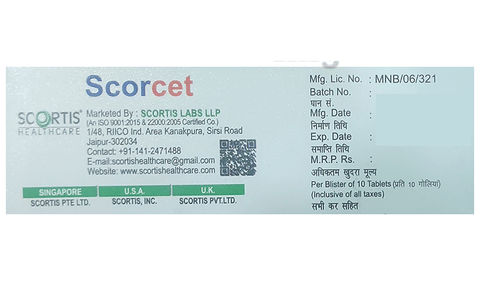 Scorcet
SCORTIS
HEALTHCARE
Marketed By : SCORTIS LABS LLP
(An ISO 9001:2015 & 22000:2005 Certified Co.)
1/48, RIICO Ind. Area Kanakpura, Sirsi Road
Jaipur-302034
Contact: +91-141-2471488
E-mail:scortishealthcare@gmail.com
Website: www.scortishealthcare.com
SINGAPORE
SCORTIS PTE LTD.
U.S.A.
SCORTIS, INC.
U.K.
SCORTIS PVT.LTD.
Mfg. Lic. No. : MNB/06/321
Batch No. :
घान सं.
Mfg. Date :
निर्माण तिथि
Exp. Date :
समाप्ति तिथि
M.R.P. Rs. :
अधिकतम खुदरा मूल्य
Per Blister of 10 Tablets (प्रति 10 गोलियां)
(Inclusive of all taxes)
सभी कर सहित